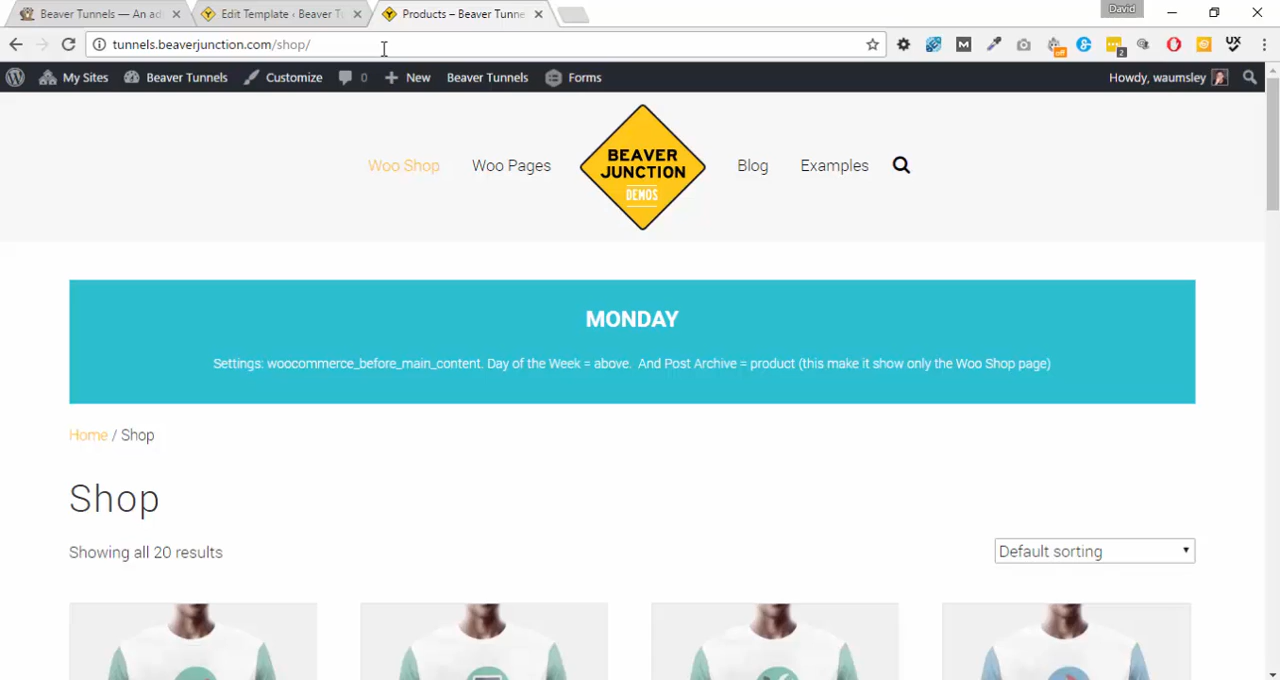 Beaver Tunnels — An ad
Edit Template ‹ Beaver T
Products – Beaver Tunne
David
tunnels.beaverjunction.com/shop/
M
off
2
UX
My Sites
Beaver Tunnels
Customize
0
New
Beaver Tunnels
Forms
Howdy, waumsley
Woo Shop
Woo Pages
BEAVER
JUNCTION
DEMOS
Blog
Examples
MONDAY
Settings: woocommerce_before_main_content. Day of the Week = above. And Post Archive = product (this make it show only the Woo Shop page)
Home / Shop
Shop
Showing all 20 results
Default sorting